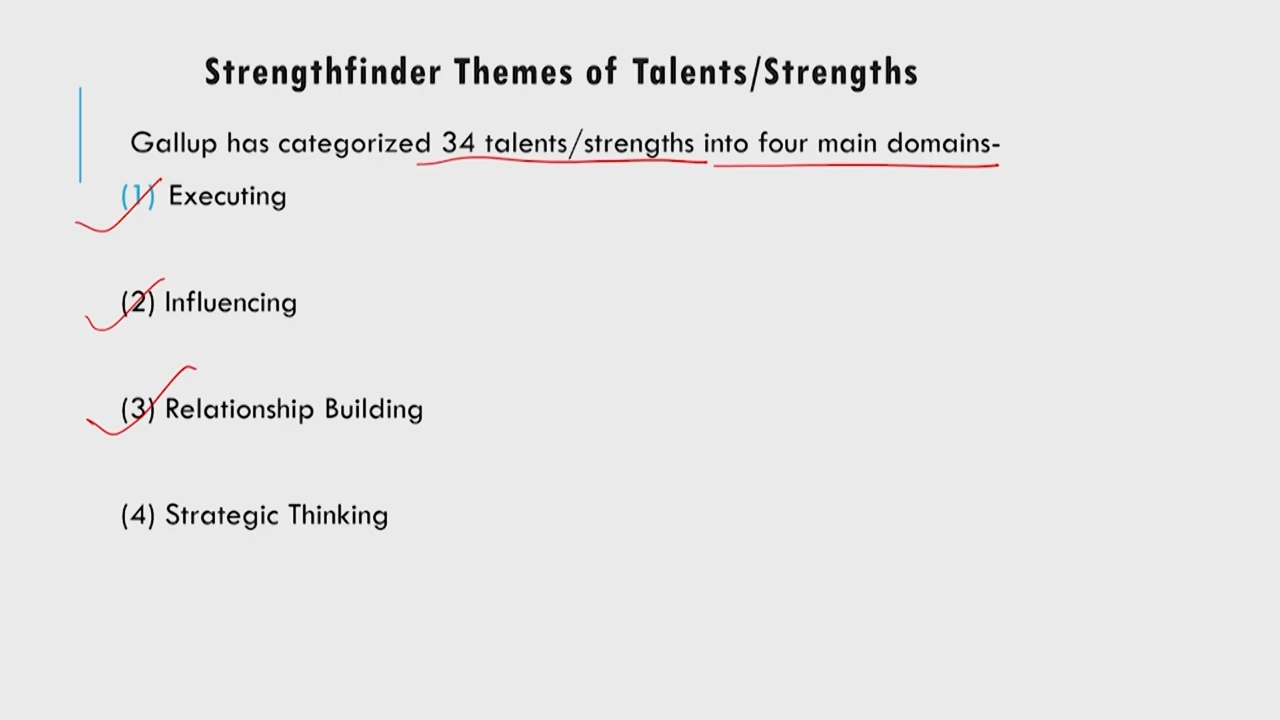 Strengthfinder Themes of Talents/Strengths
Gallup has categorized 34 talents/strengths into four main domains-
(1) Executing
(2) Influencing
(3) Relationship Building
(4) Strategic Thinking